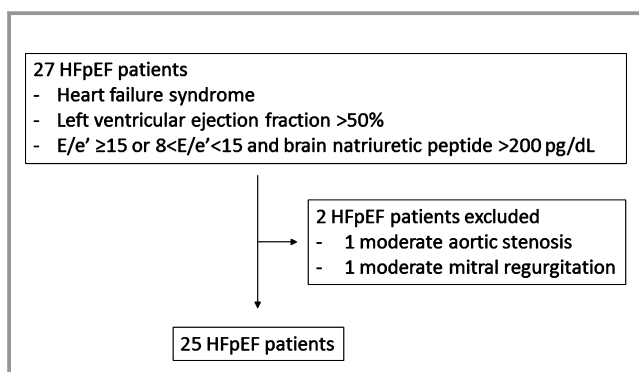 27 HFpEF patients
- Heart failure syndrome
- Left ventricular ejection fraction >50%
- E/e’ ≥15 or 8<E/e’<15 and brain natriuretic peptide >200 pg/dL
2 HFpEF patients excluded
- 1 moderate aortic stenosis
- 1 moderate mitral regurgitation
25 HFpEF patients